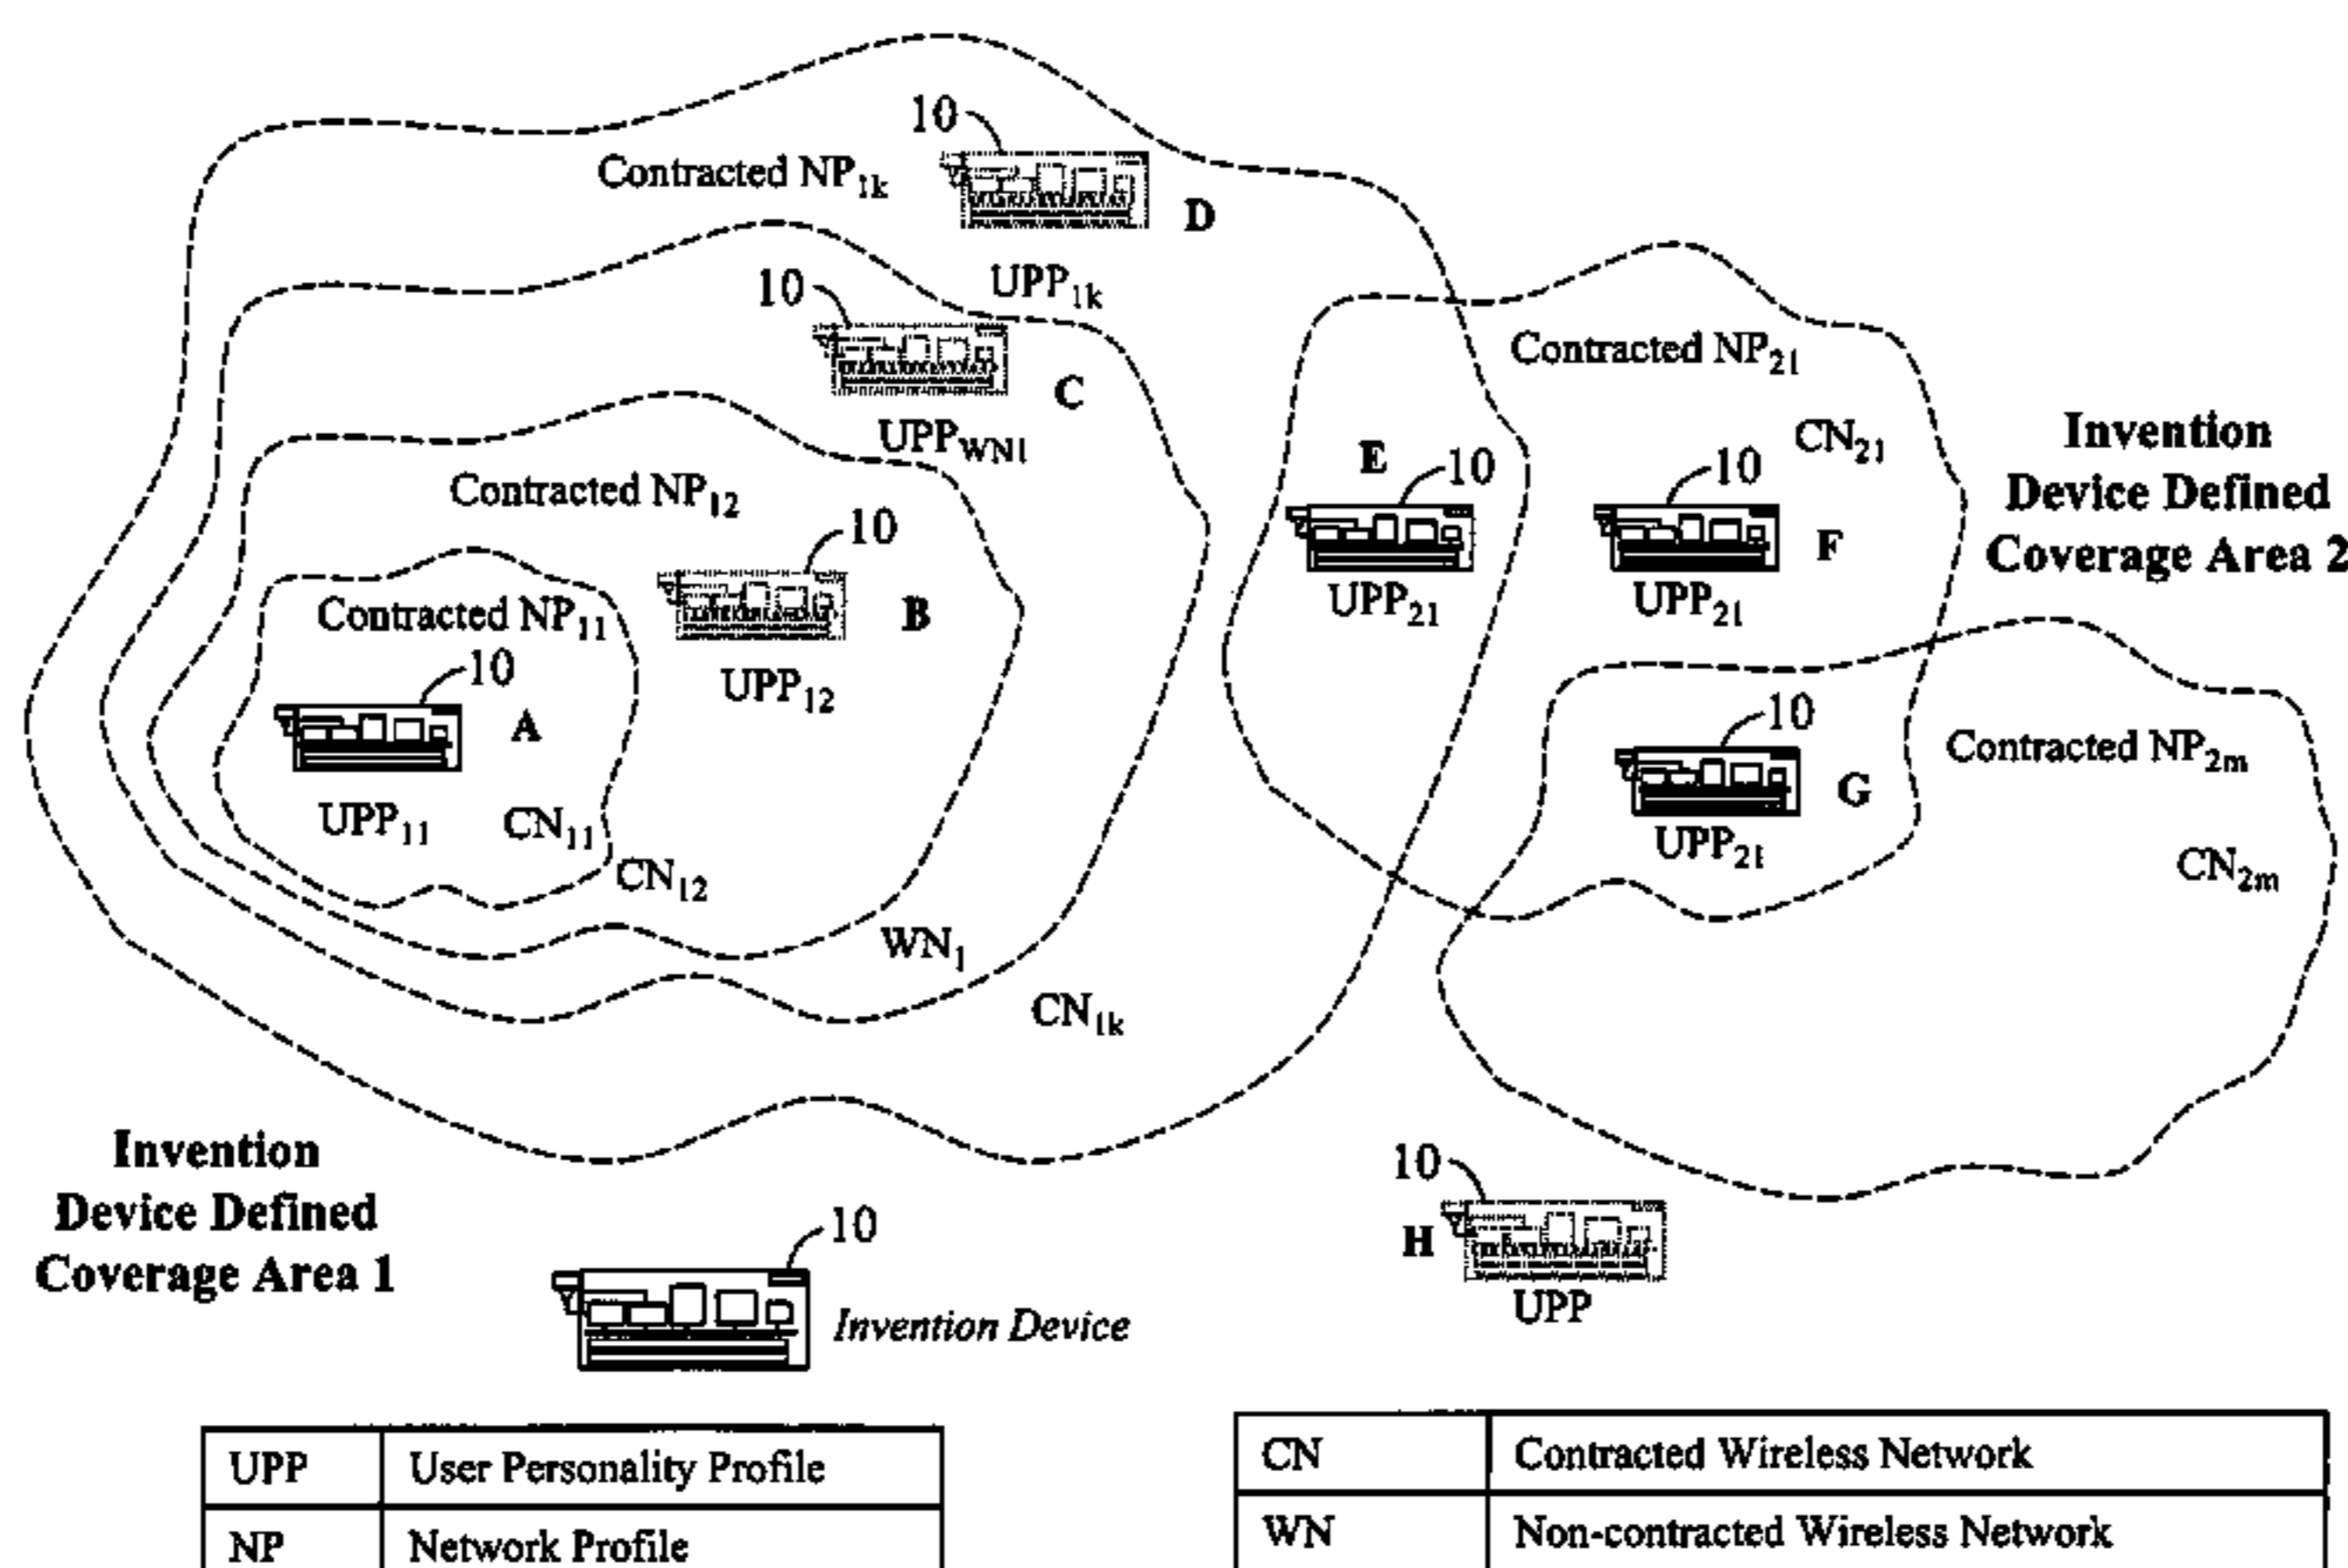 10
Contracted NP1k
D
UPP1k
10
C
UPPWN1
Contracted NP12
10
B
UPP12
Contracted NP11
10
A
UPP11
CN11
CN12
WN1
CN1k
Contracted NP21
CN21
E
10
UPP21
10
F
UPP21
Invention
Device Defined
Coverage Area 2
10
Contracted NP2m
G
UPP21
CN2m
Invention
Device Defined
Coverage Area 1
10
Invention Device
10
H
UPP
UPP User Personality Profile
NP Network Profile
CN Contracted Wireless Network
WN Non-contracted Wireless Network